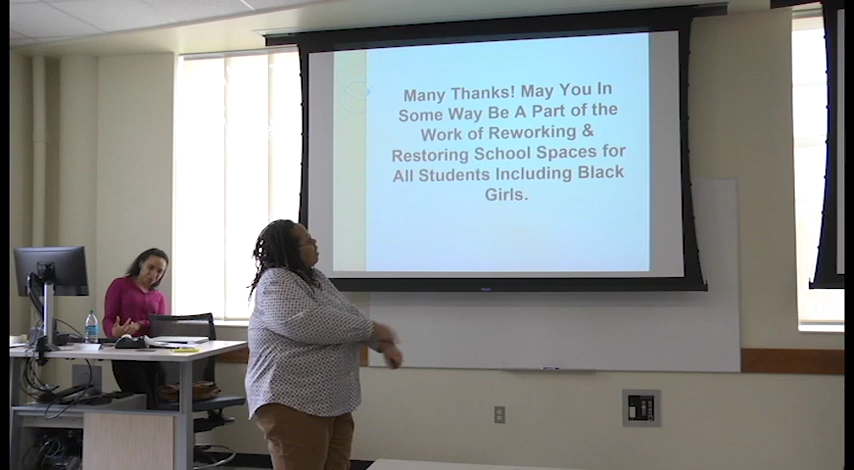 Many Thanks! May You In
Some Way Be A Part of the
Work of Reworking &
Restoring School Spaces for
All Students Including Black
Girls.